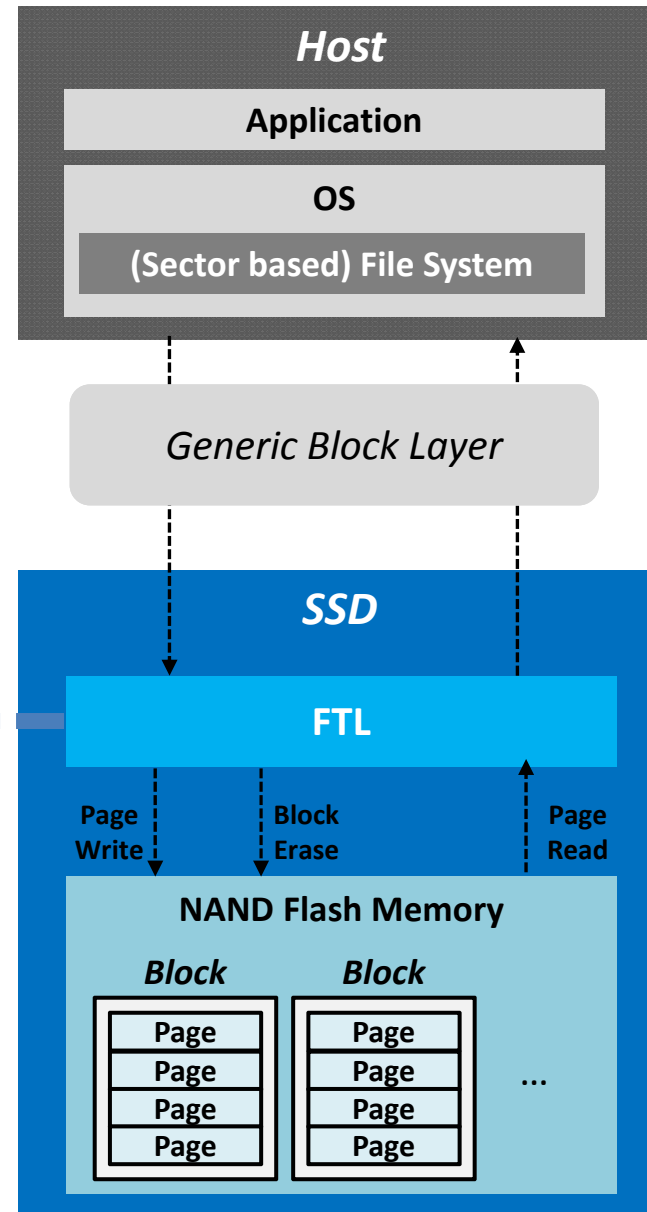 Host
Application
OS
(Sector based) File System
Generic Block Layer
SSD
FTL
Page
Write
Block
Erase
Page
Read
NAND Flash Memory
Block
Block
Page
Page
Page
Page
Page
Page
Page
Page
...